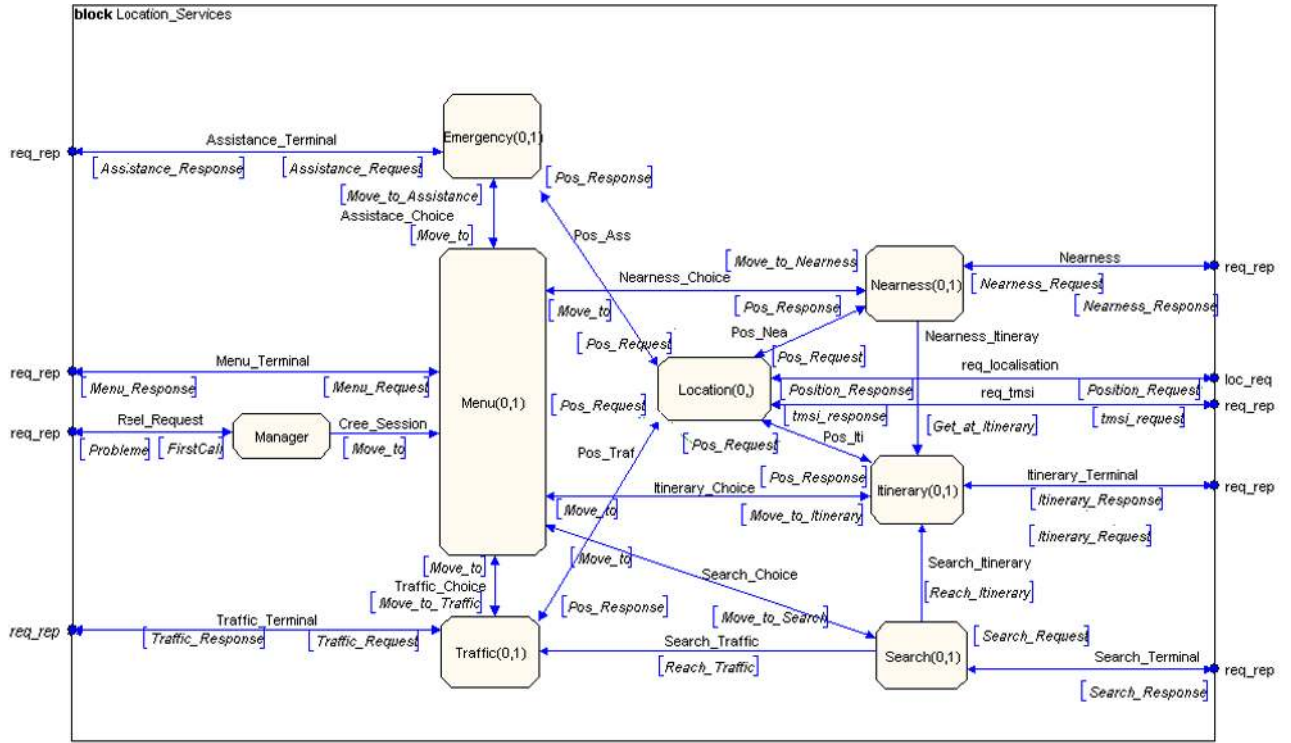 block Location_Services
Emergency(0,1)
Assistance_Terminal
req_rep
[Assistance_Response]
[Assistance_Request]
[Pos_Response]
[Move_to_Assistance]
Assistace_Choice
[Move_to]
Pos_Ass
[Move_to_Nearness]
Nearness
req_rep
Nearness_Choice
Nearness(0,1)
[Nearness_Request]
[Move_to]
[Pos_Response]
[Nearness_Response]
Pos_Nea
Nearness_Itineray
[Pos_Request]
[Pos_Request]
Menu_Terminal
req_localisation
req_rep
[Menu_Response]
[Menu_Request]
Location(0,)
[Position_Response]
[Position_Request]
loc_req
req_tmsi
Menu(0,1)
[Pos_Request]
req_rep
Reel_Request
[tmsi_response]
[tmsi_request]
req_rep
Manager
Cree_Session
[Get_at_Itinerary]
[Probleme]
[FirstCall]
[Move_to]
[Pos_Request]
Pos_Iti
Pos_Traf
[Pos_Response]
Itinerary_Terminal
Itinerary_Choice
Itinerary(0,1)
req_rep
[Itinerary_Response]
[Move_to]
[Move_to_Itinerary]
[Itinerary_Request]
[Move_to]
[Move_to]
Search_Itinerary
Search_Choice
Traffic_Choice
[Move_to_Traffic]
[Pos_Response]
[Reach_Itinerary]
[Move_to_Search]
Traffic_Terminal
req_rep
[Traffic_Response]
[Traffic_Request]
[Search_Request]
Search_Traffic
Traffic(0,1)
Search(0,1)
Search_Terminal
[Reach_Traffic]
req_rep
[Search_Response]